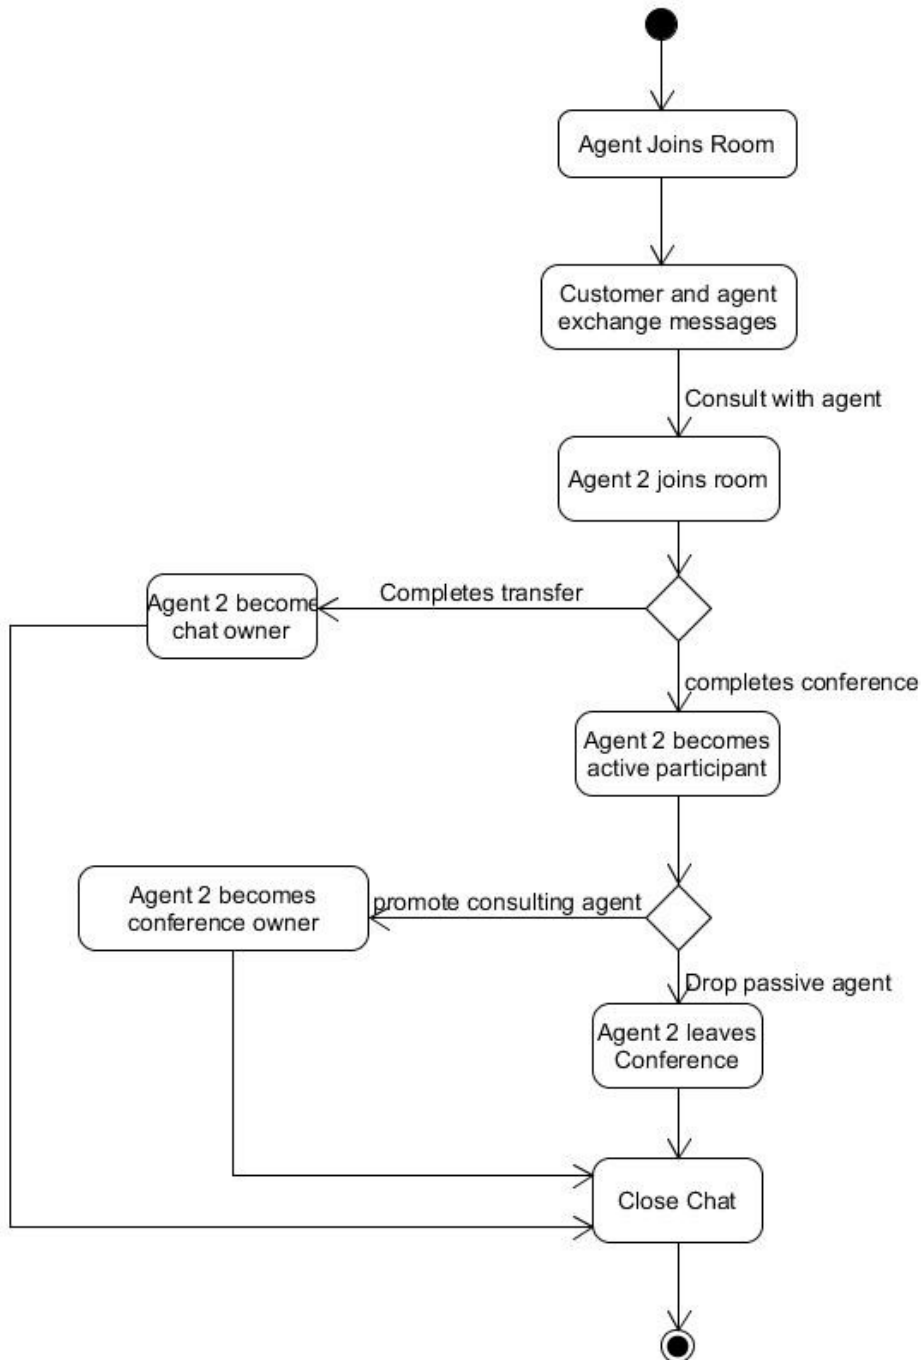 Agent Joins Room
Customer and agent
exchange messages
Consult with agent
Agent 2 joins room
Completes transfer
Agent 2 become
chat owner
completes conference
Agent 2 becomes
active participant
promote consulting agent
Agent 2 becomes
conference owner
Drop passive agent
Agent 2 leaves
Conference
Close Chat